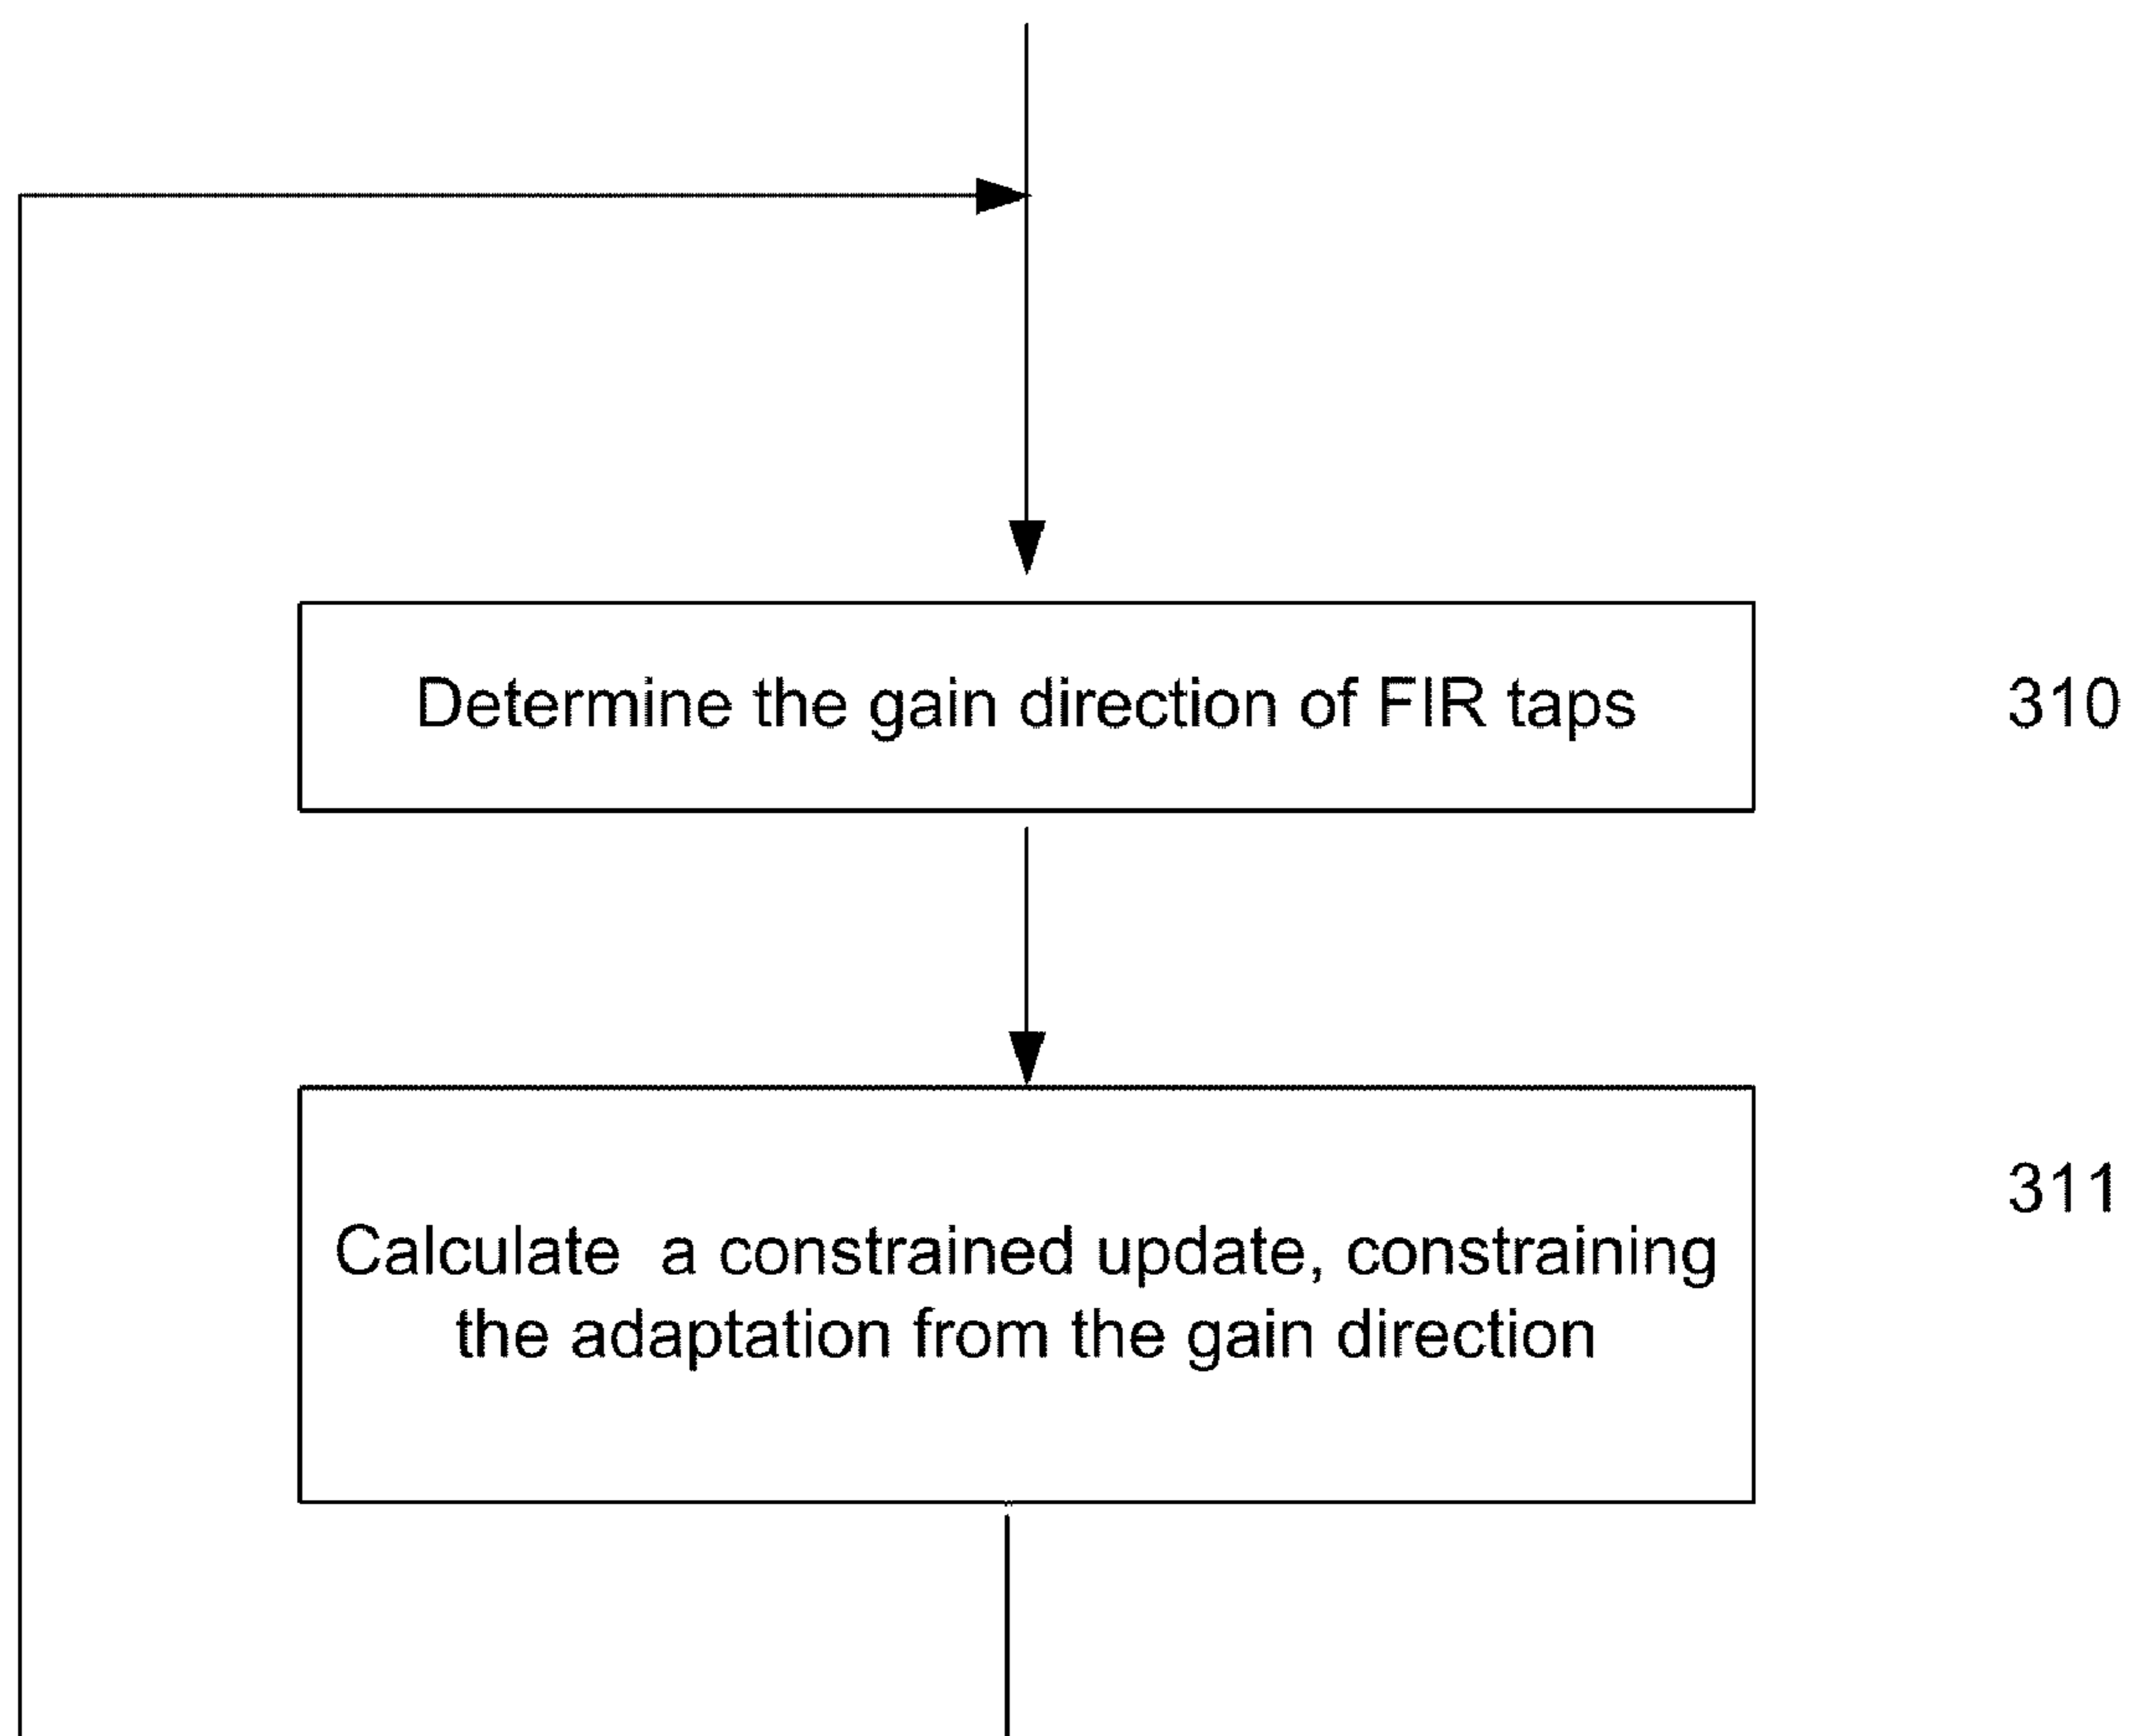 Determine the gain direction of FIR taps
310
311
Calculate  a constrained update, constraining
the adaptation from the gain direction